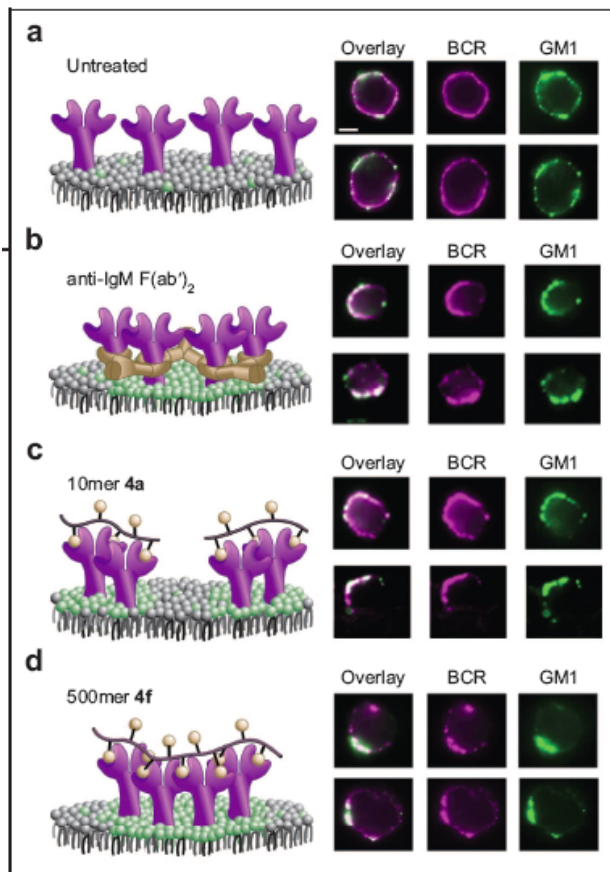 a
Untreated
Overlay BCR GM1
b
anti-IgM F(ab′)₂
Overlay BCR GM1
c
10mer 4a
Overlay BCR GM1
d
500mer 4f
Overlay BCR GM1